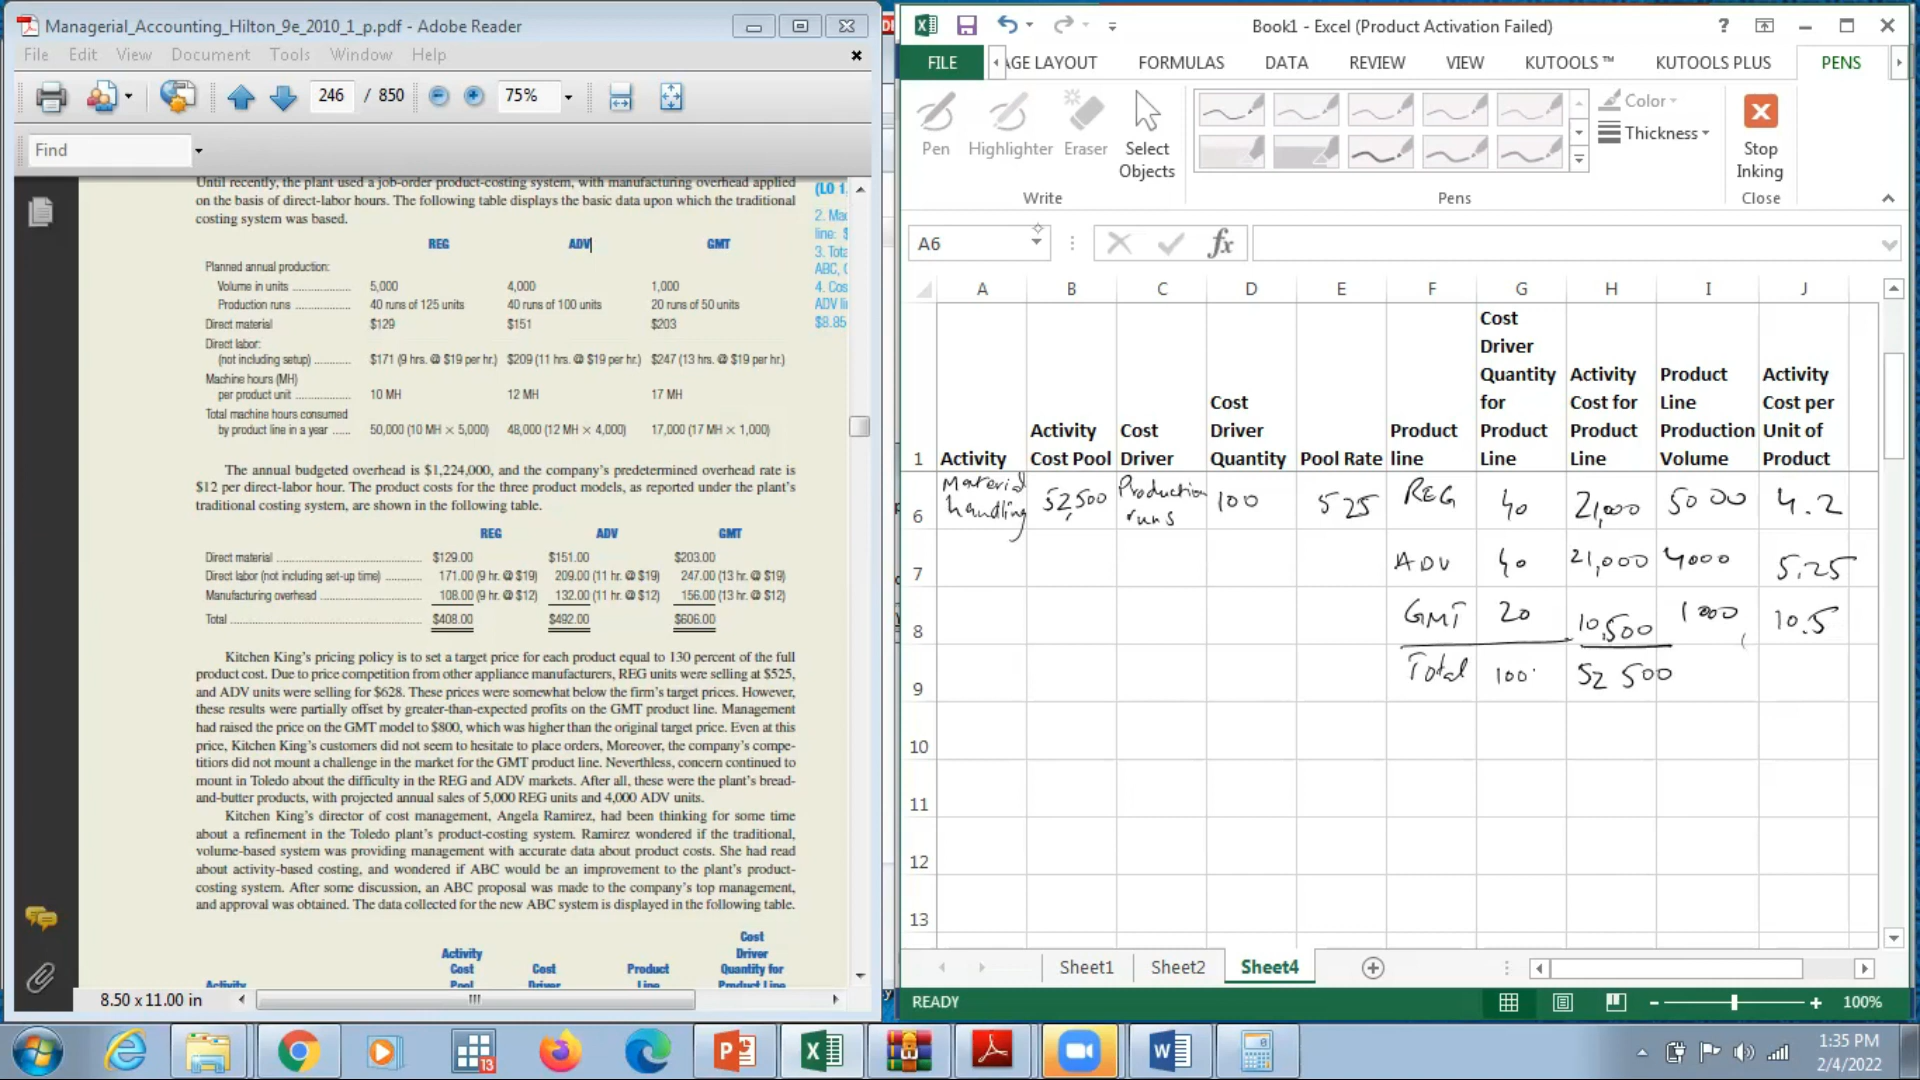 Managerial_Accounting_Hilton_9e_2010_1_p.pdf - Adobe Reader
File Edit View Document Tools Window Help
246 / 850 75%
Find
Until recently, the plant used a job-order product-costing system, with manufacturing overhead applied
on the basis of direct-labor hours. The following table displays the basic data upon which the traditional
costing system was based.
REG ADV GMT
Planned annual production:
Volume in units 5,000 4,000 1,000
Production runs 40 runs of 125 units 40 runs of 100 units 20 runs of 50 units
Direct material $129 $151 $203
Direct labor:
(not including setup) $171 (9 hrs. @ $19 per hr.) $209 (11 hrs. @ $19 per hr.) $247 (13 hrs. @ $19 per hr.)
Machine hours (MH)
per product unit 10 MH 12 MH 17 MH
Total machine hours consumed
by product line in a year 50,000 (10 MH × 5,000) 48,000 (12 MH × 4,000) 17,000 (17 MH × 1,000)
The annual budgeted overhead is $1,224,000, and the company's predetermined overhead rate is
$12 per direct-labor hour. The product costs for the three product models, as reported under the plant's
traditional costing system, are shown in the following table.
REG ADV GMT
Direct material $129.00 $151.00 $203.00
Direct labor (not including set-up time) 171.00 (9 hr. @ $19) 209.00 (11 hr. @ $19) 247.00 (13 hr. @ $19)
Manufacturing overhead 108.00 (9 hr. @ $12) 132.00 (11 hr. @ $12) 156.00 (13 hr. @ $12)
Total $408.00 $492.00 $606.00
Kitchen King's pricing policy is to set a target price for each product equal to 130 percent of the full
product cost. Due to price competition from other appliance manufacturers, REG units were selling at $525,
and ADV units were selling for $628. These prices were somewhat below the firm's target prices. However,
these results were partially offset by greater-than-expected profits on the GMT product line. Management
had raised the price on the GMT model to $800, which was higher than the original target price. Even at this
price, Kitchen King's customers did not seem to hesitate to place orders, Moreover, the company's compe-
titiors did not mount a challenge in the market for the GMT product line. Nevertheless, concern continued to
mount in Toledo about the difficulty in the REG and ADV markets. After all, these were the plant's bread-
and-butter products, with projected annual sales of 5,000 REG units and 4,000 ADV units.
Kitchen King's director of cost management, Angela Ramirez, had been thinking for some time
about a refinement in the Toledo plant's product-costing system. Ramirez wondered if the traditional,
volume-based system was providing management with accurate data about product costs. She had read
about activity-based costing, and wondered if ABC would be an improvement to the plant's product-
costing system. After some discussion, an ABC proposal was made to the company's top management,
and approval was obtained. The data collected for the new ABC system is displayed in the following table.
Cost
Activity Driver
Cost Cost Product Quantity for
Activity Pool Driver Line Product Line
(LO 1,
2. Ma
line: $
3. Tota
ABC, 
4. Cos
ADV li
$8.85
8.50 x 11.00 in
Book1 - Excel (Product Activation Failed)
FILE AGE LAYOUT FORMULAS DATA REVIEW VIEW KUTOOLS ™ KUTOOLS PLUS PENS
Pen Highlighter Eraser Select Objects Color Thickness Stop Inking
Write Pens Close
A6 fx
A B C D E F G H I J
1 Activity Activity Cost Pool Cost Driver Cost Driver Quantity Pool Rate Product line Cost Driver Quantity for Product Line Activity Cost for Product Line Product Line Production Volume Activity Cost per Unit of Product
6 Material handling 52,500 Production runs 100 525 REG 40 21,000 5000 4.2
7 ADV 40 21,000 4000 5.25
8 GMT 20 10,500 1000 10.5
9 Total 100 52 500
10
11
12
13
Sheet1 Sheet2 Sheet4
READY 100%
13
1:35 PM
2/4/2022